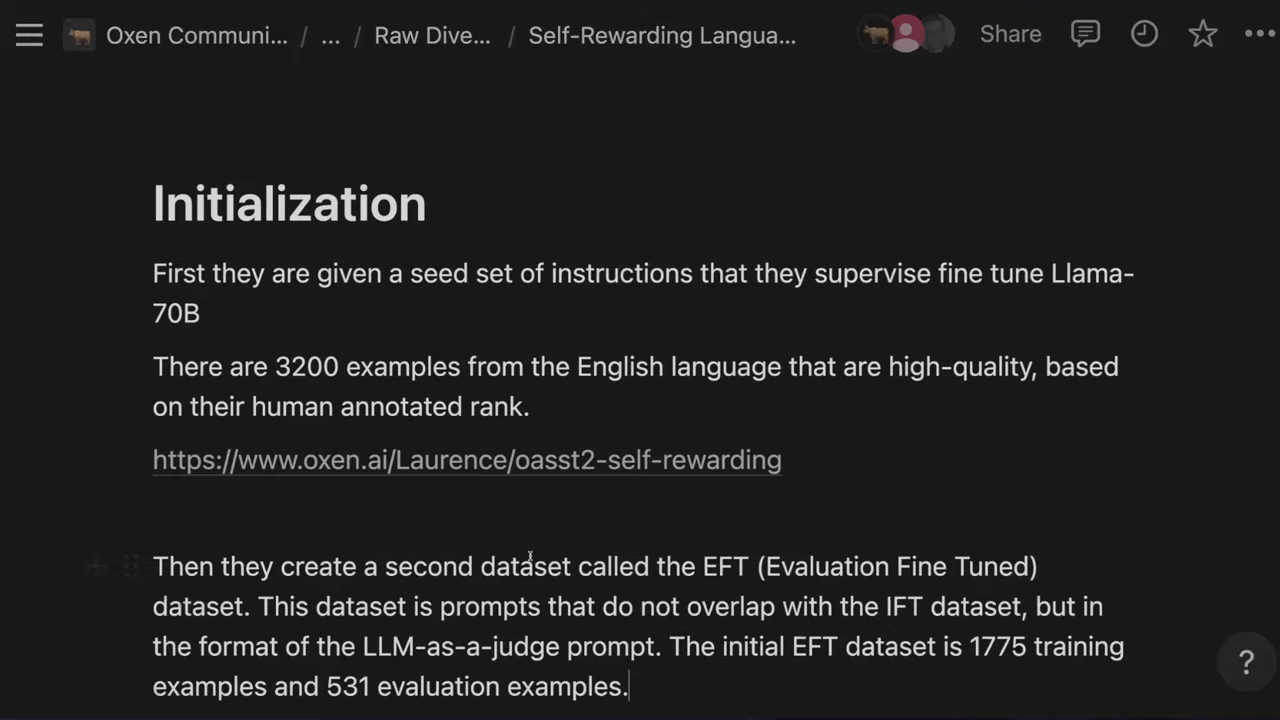 Oxen Communi... / ... / Raw Dive... / Self-Rewarding Langua... Share
Initialization
First they are given a seed set of instructions that they supervise fine tune Llama-
70B
There are 3200 examples from the English language that are high-quality, based
on their human annotated rank.
https://www.oxen.ai/Laurence/oasst2-self-rewarding
Then they create a second dataset called the EFT (Evaluation Fine Tuned)
dataset. This dataset is prompts that do not overlap with the IFT dataset, but in
the format of the LLM-as-a-judge prompt. The initial EFT dataset is 1775 training
examples and 531 evaluation examples.
?